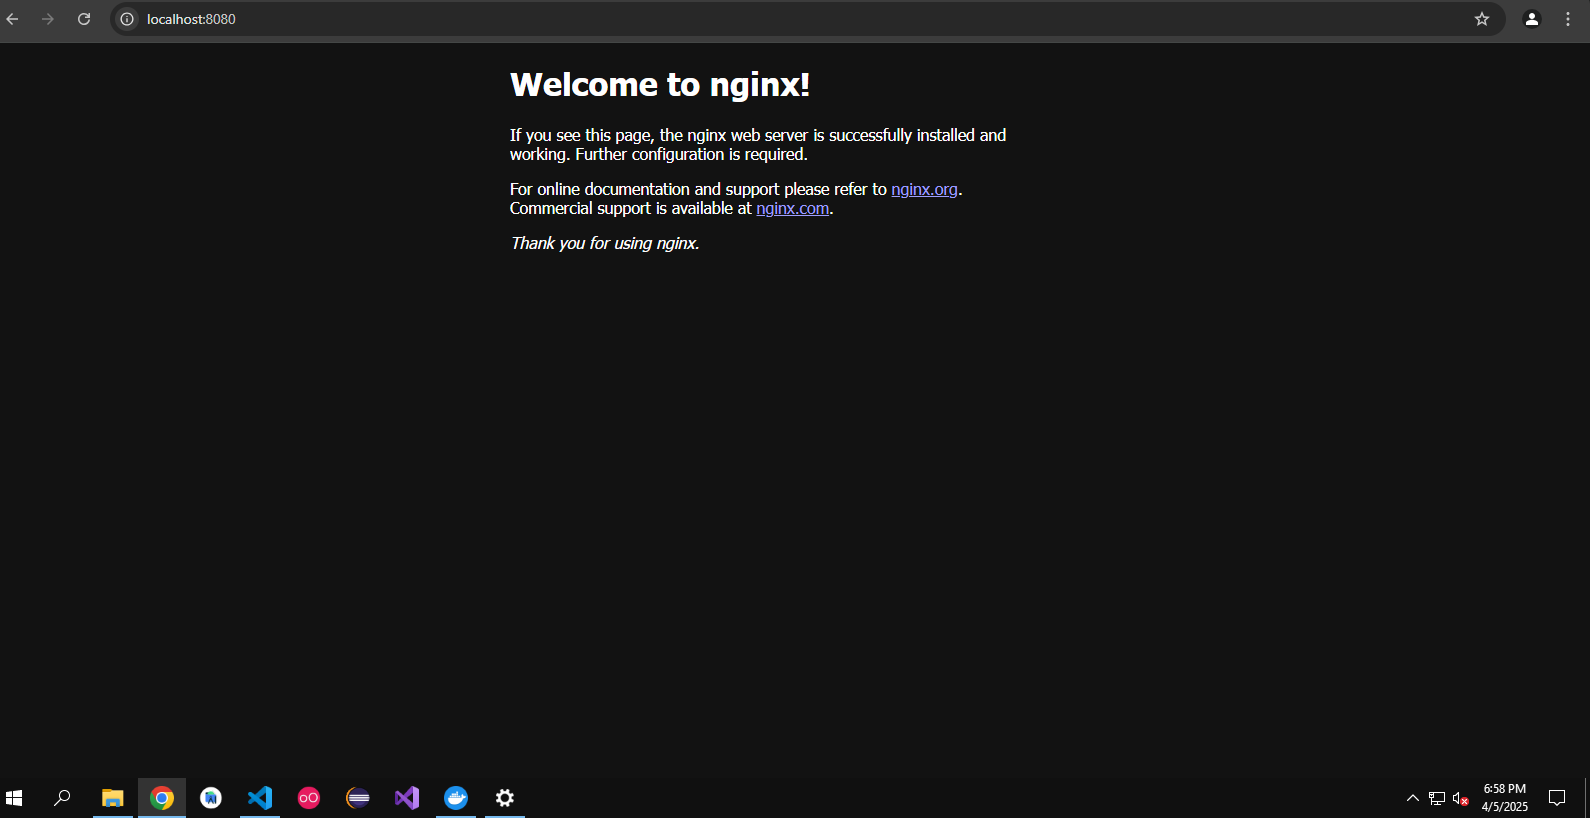 localhost:8080
Welcome to nginx!
If you see this page, the nginx web server is successfully installed and
working. Further configuration is required.
For online documentation and support please refer to nginx.org.
Commercial support is available at nginx.com.
Thank you for using nginx.
6:58 PM
4/5/2025